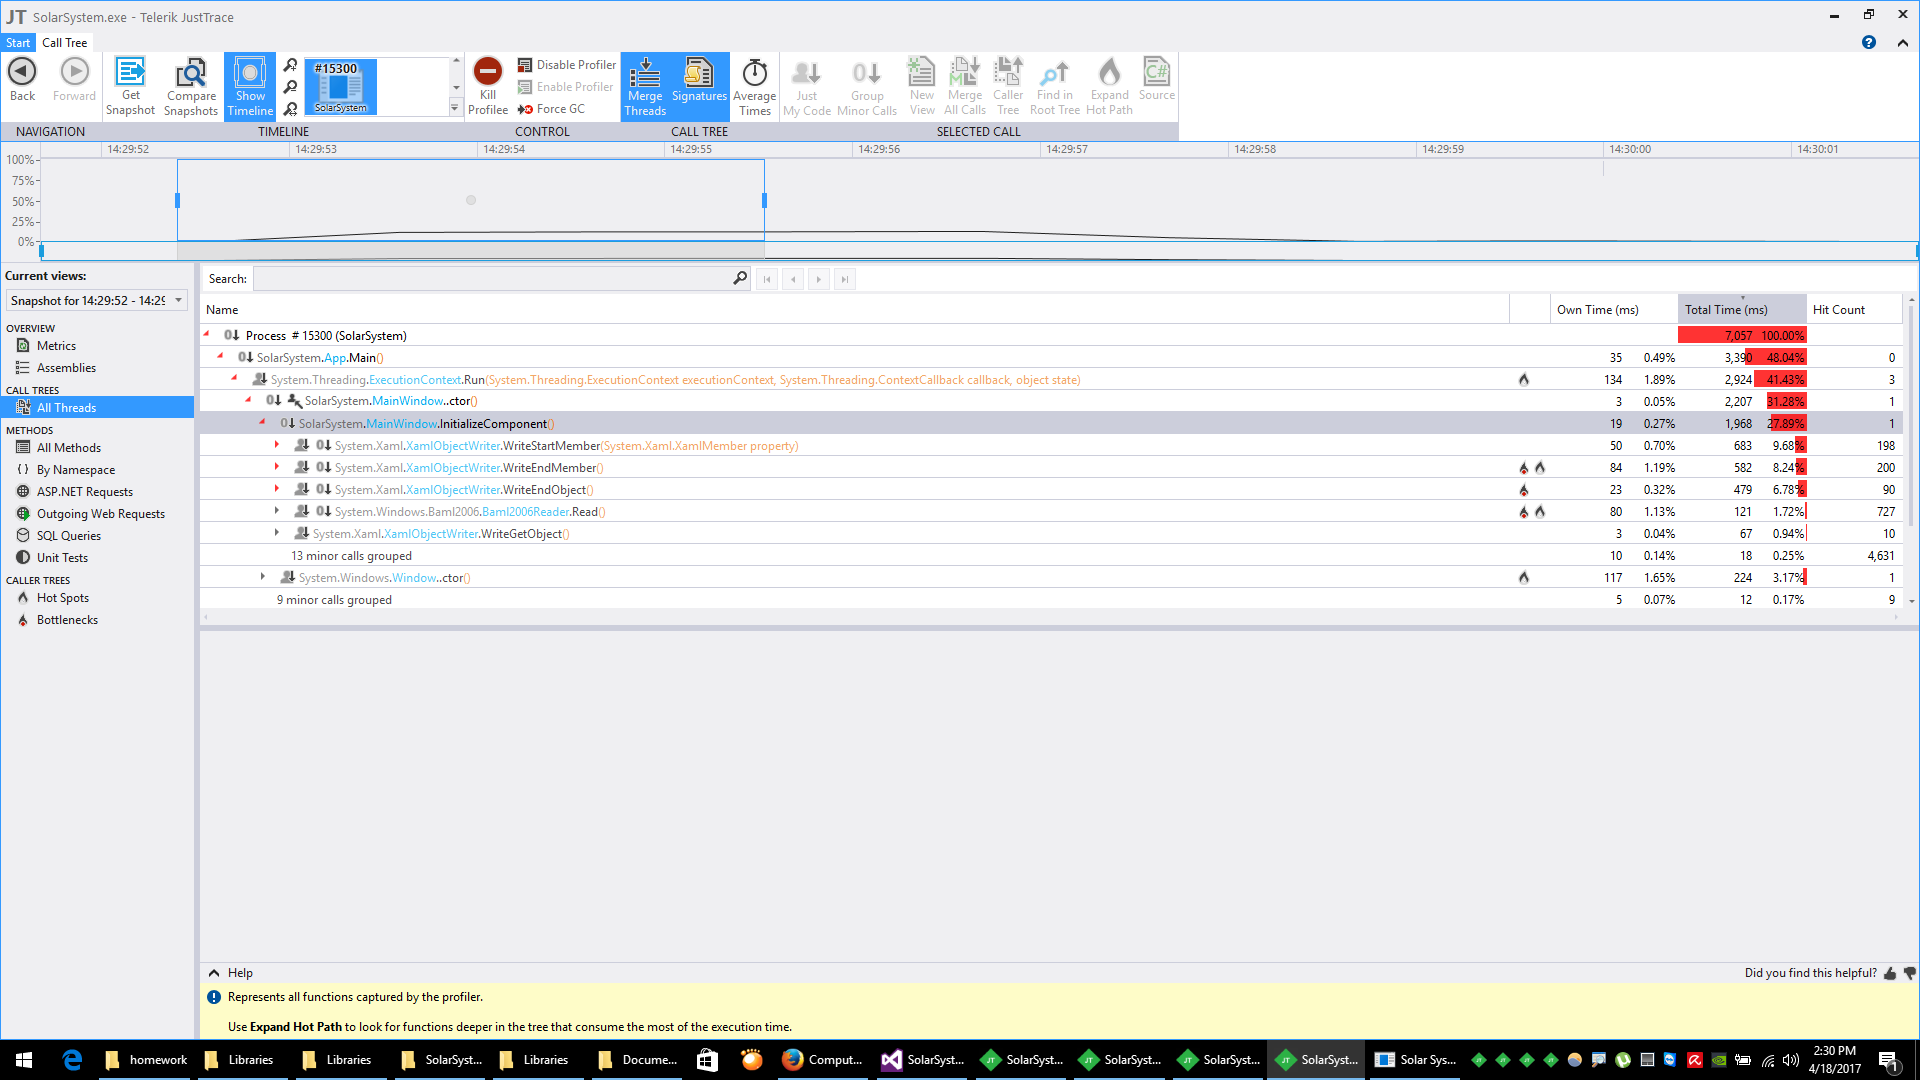 JT SolarSystem.exe - Telerik JustTrace
Start Call Tree
Back
Forward
Get Snapshot
Compare Snapshots
Show Timeline
#15300
SolarSystem
Kill Profilee
Disable Profiler
Enable Profiler
Force GC
Merge Threads
Signatures
Average Times
Just My Code
Group Minor Calls
New View
Merge All Calls
Caller Tree
Find in Root Tree
Expand Hot Path
Source
NAVIGATION TIMELINE CONTROL CALL TREE SELECTED CALL
14:29:52 14:29:53 14:29:54 14:29:55 14:29:56 14:29:57 14:29:58 14:29:59 14:30:00 14:30:01
100%
75%
50%
25%
0%
Current views:
Snapshot for 14:29:52 - 14:29
OVERVIEW
Metrics
Assemblies
CALL TREES
All Threads
METHODS
All Methods
By Namespace
ASP.NET Requests
Outgoing Web Requests
SQL Queries
Unit Tests
CALLER TREES
Hot Spots
Bottlenecks
Search:
Name Own Time (ms) Total Time (ms) Hit Count
Process # 15300 (SolarSystem) 7,057 100.00%
SolarSystem.App.Main() 35 0.49% 3,390 48.04% 0
System.Threading.ExecutionContext.Run(System.Threading.ExecutionContext executionContext, System.Threading.ContextCallback callback, object state) 134 1.89% 2,924 41.43% 3
SolarSystem.MainWindow..ctor() 3 0.05% 2,207 31.28% 1
SolarSystem.MainWindow.InitializeComponent() 19 0.27% 1,968 27.89% 1
System.Xaml.XamlObjectWriter.WriteStartMember(System.Xaml.XamlMember property) 50 0.70% 683 9.68% 198
System.Xaml.XamlObjectWriter.WriteEndMember() 84 1.19% 582 8.24% 200
System.Xaml.XamlObjectWriter.WriteEndObject() 23 0.32% 479 6.78% 90
System.Windows.Baml2006.Baml2006Reader.Read() 80 1.13% 121 1.72% 727
System.Xaml.XamlObjectWriter.WriteGetObject() 3 0.04% 67 0.94% 10
13 minor calls grouped 10 0.14% 18 0.25% 4,631
System.Windows.Window..ctor() 117 1.65% 224 3.17% 1
9 minor calls grouped 5 0.07% 12 0.17% 9
Help Did you find this helpful?
Represents all functions captured by the profiler.
Use Expand Hot Path to look for functions deeper in the tree that consume the most of the execution time.
homework Libraries Libraries SolarSyst... Libraries Docume... Comput... SolarSyst... SolarSyst... SolarSyst... SolarSyst... SolarSyst... Solar Sys... 2:30 PM
4/18/2017
1